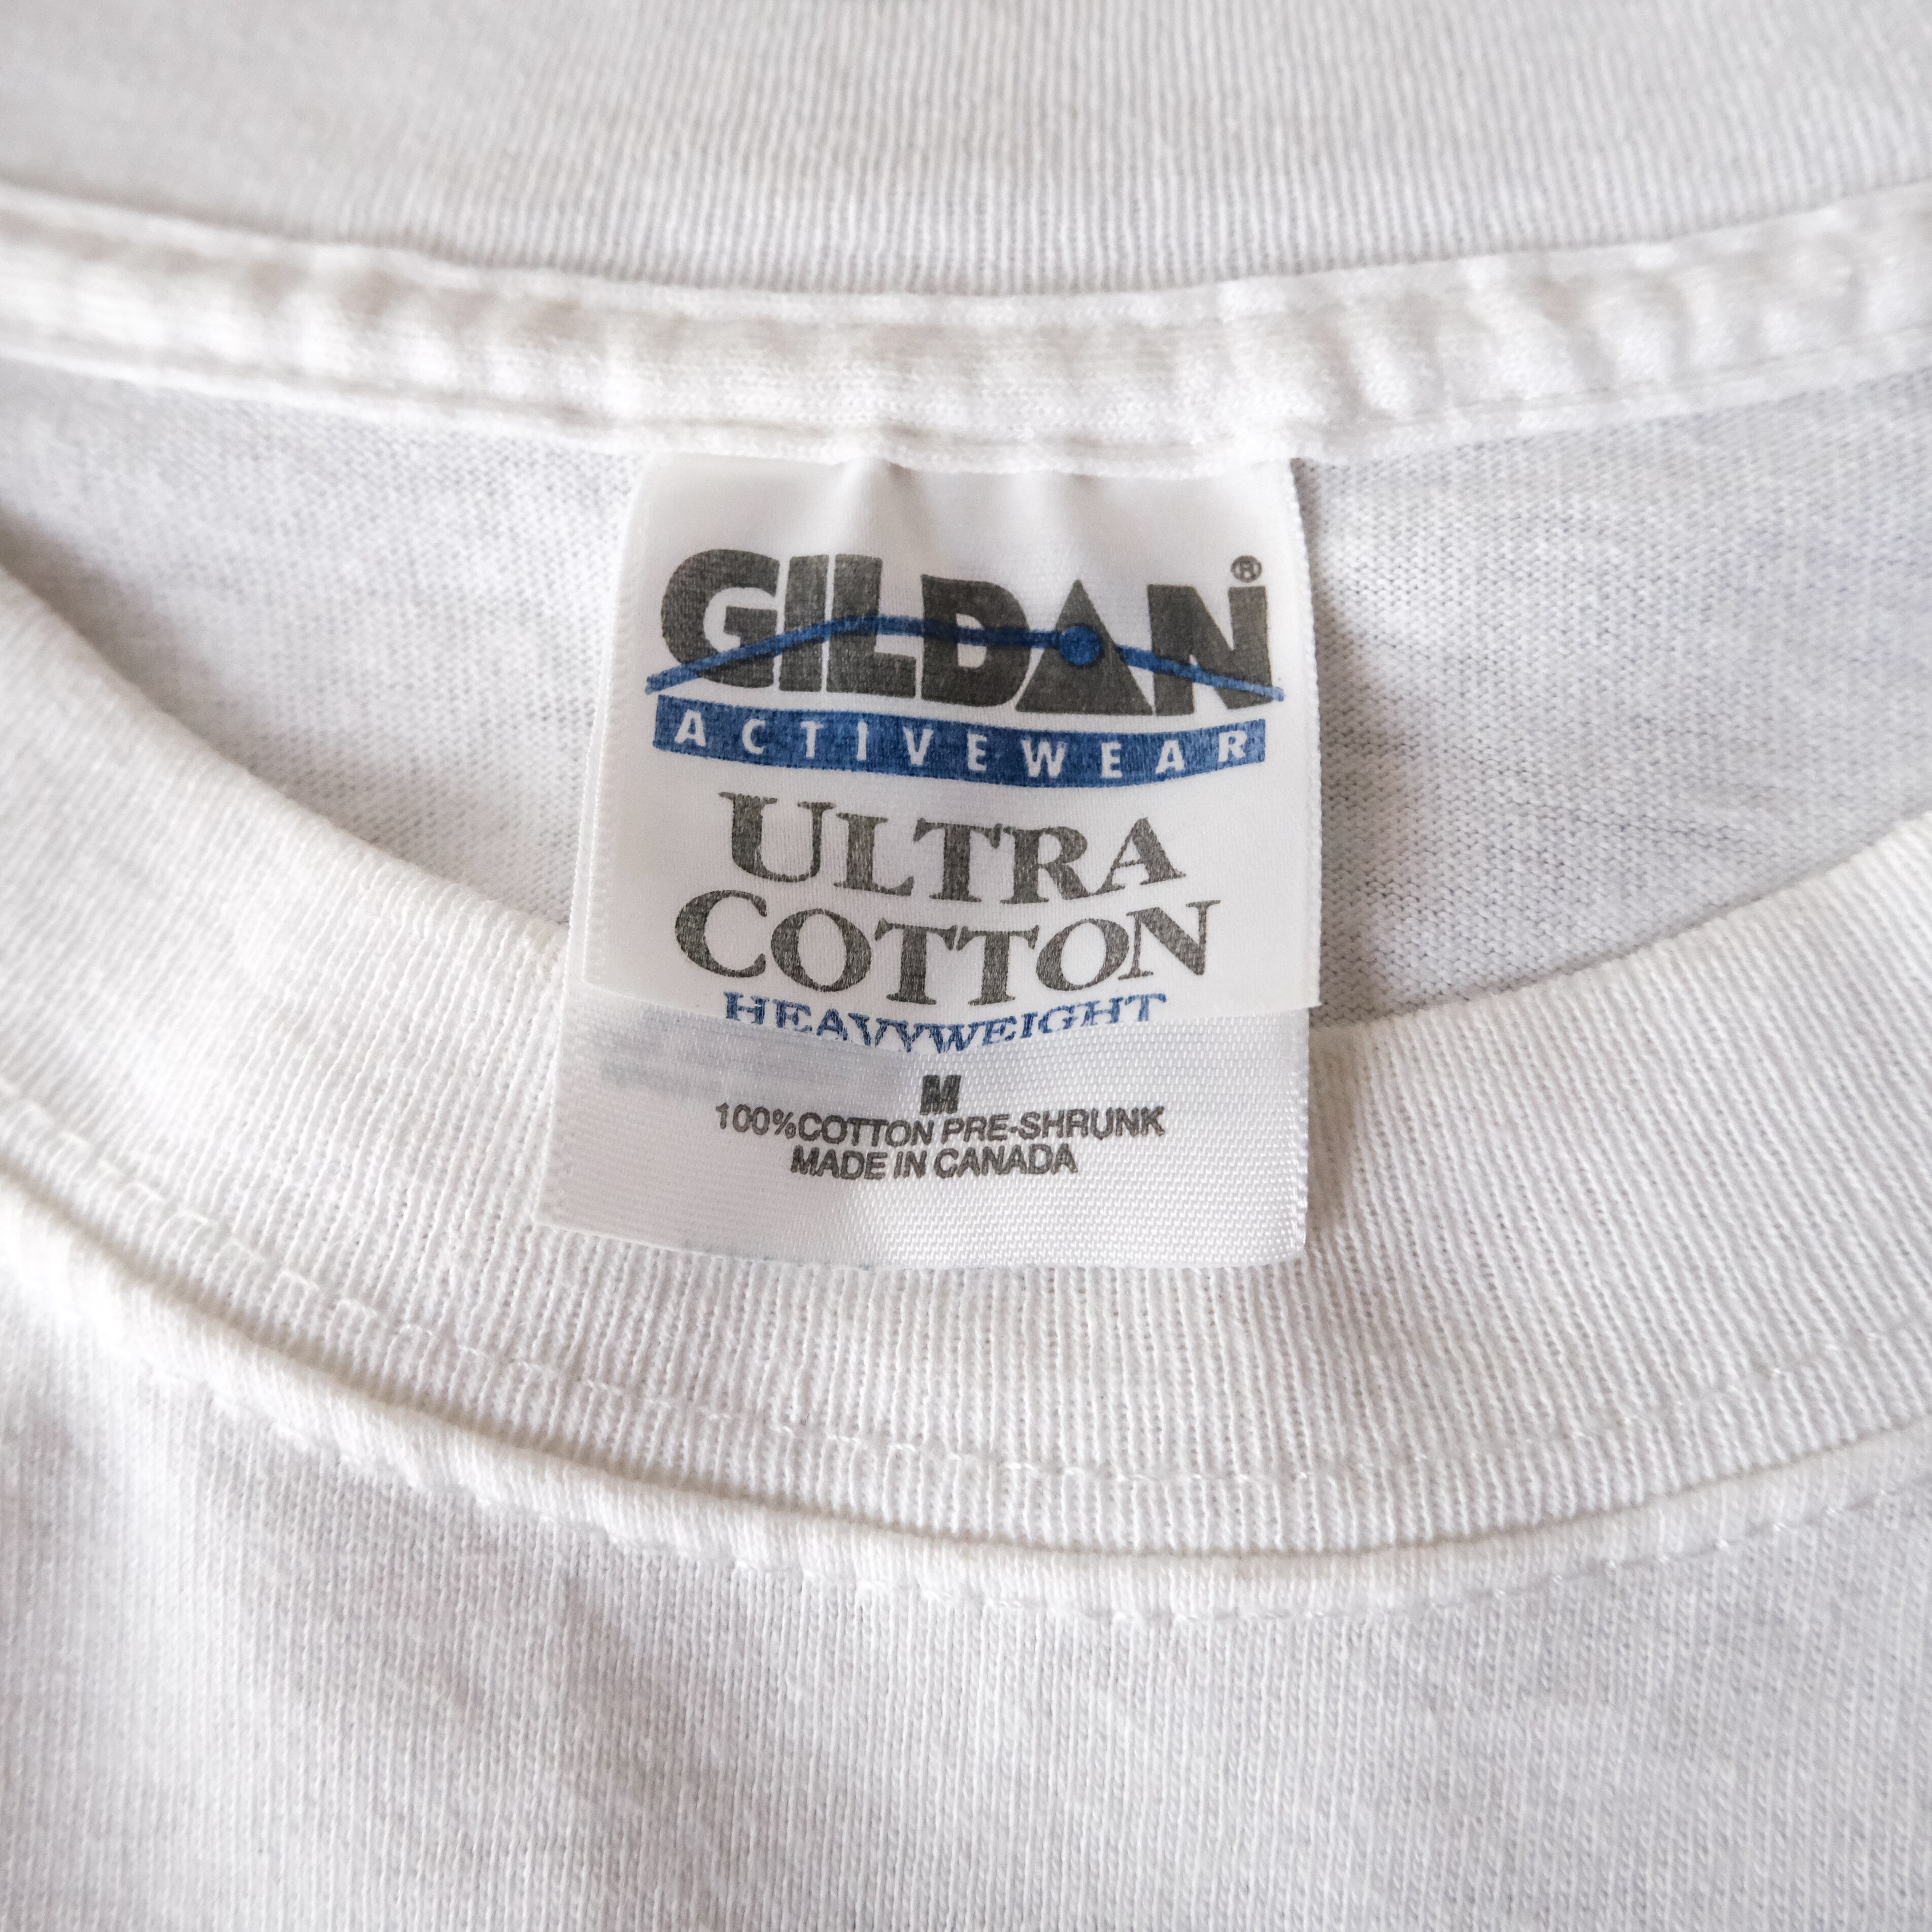 GILDAN®
ACTIVEWEAR
ULTRA
COTTON
HEAVYWEIGHT
M
100%COTTON PRE-SHRUNK
MADE IN CANADA